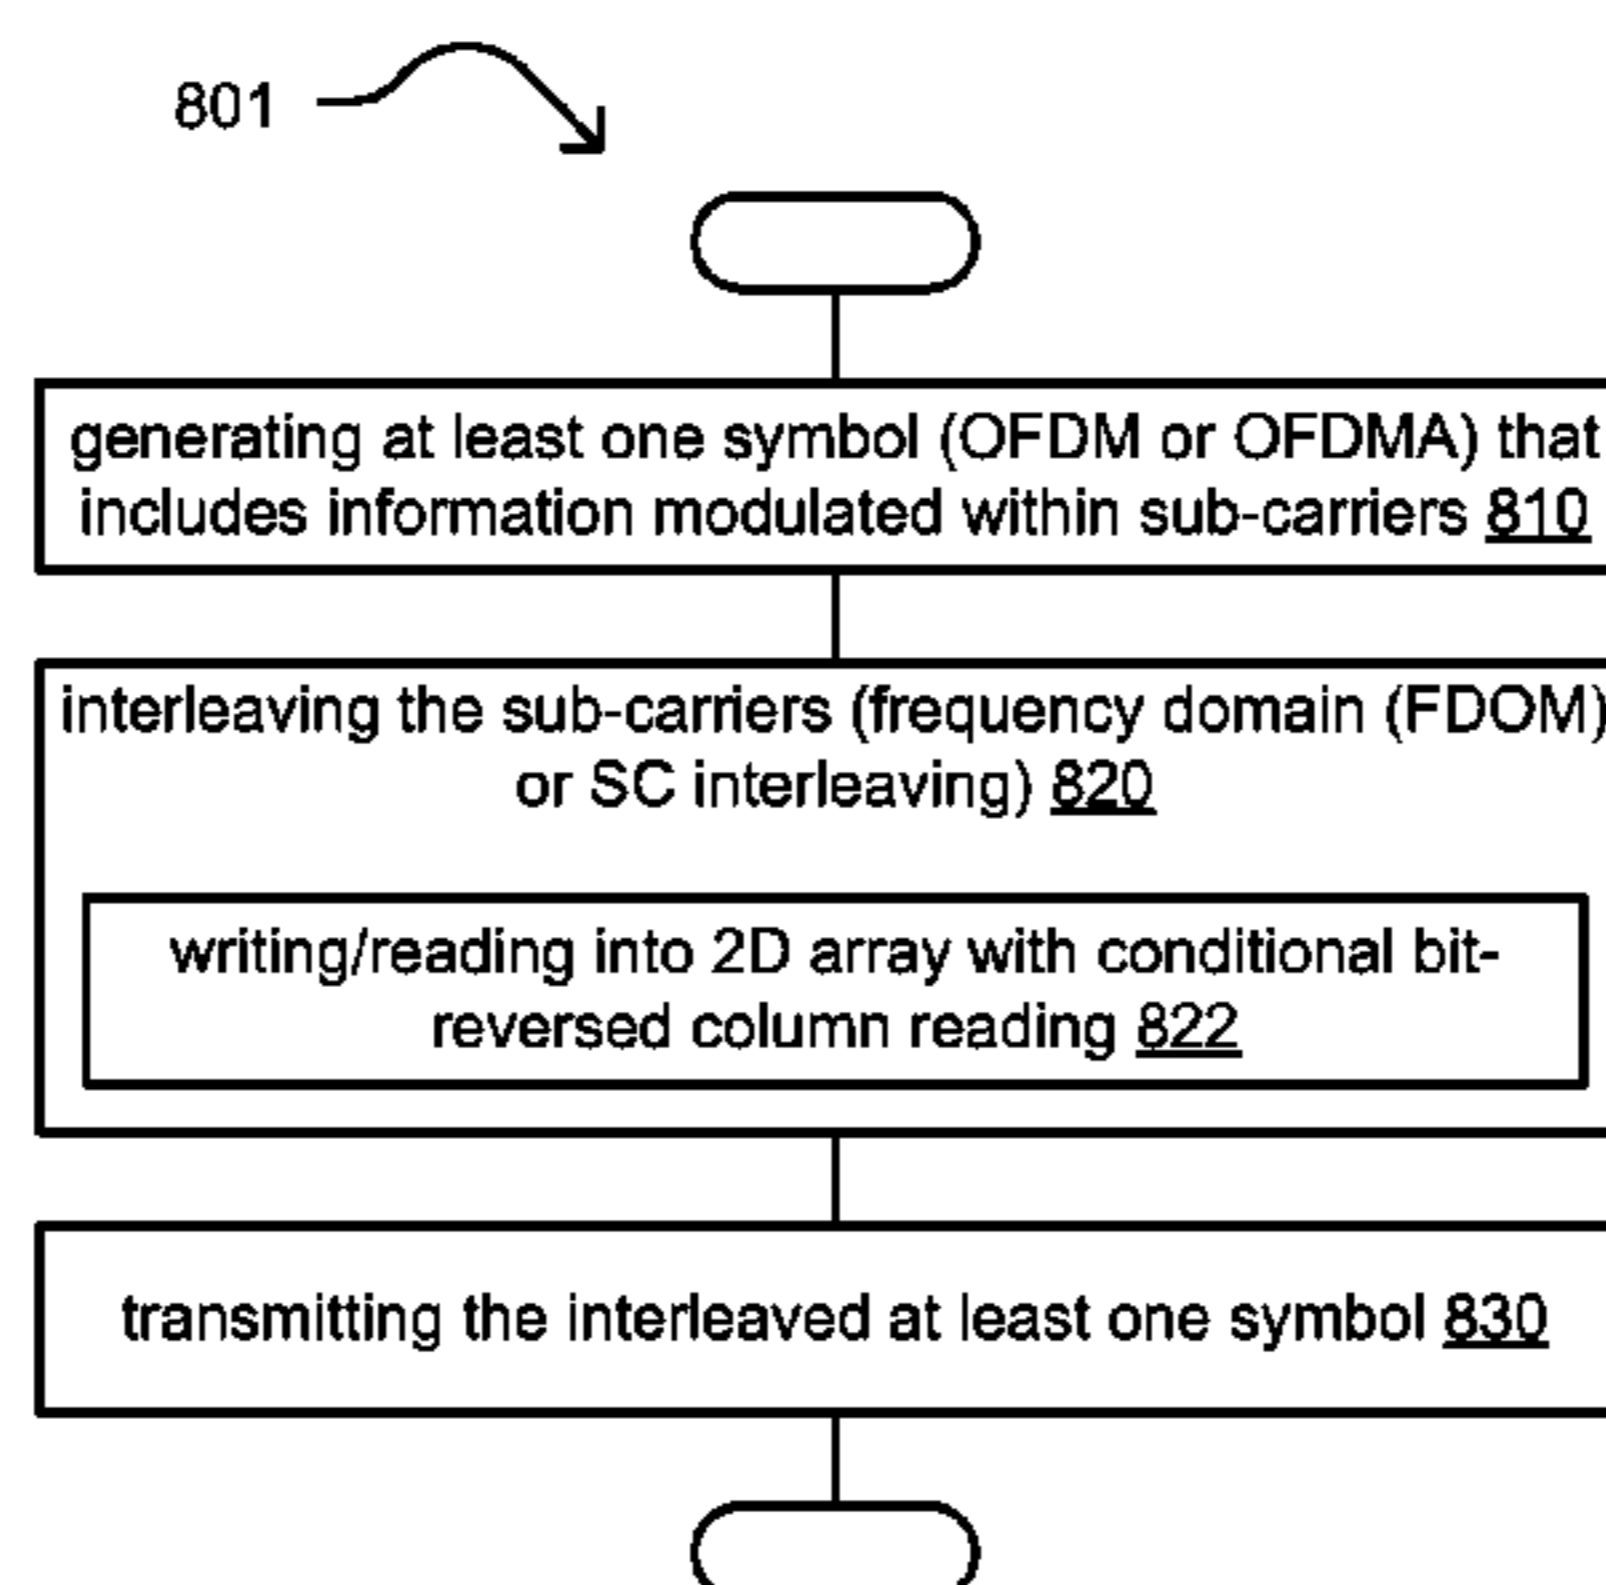 801
generating at least one symbol (OFDM or OFDMA) that
includes information modulated within sub-carriers 810
interleaving the sub-carriers (frequency domain (FDOM)
or SC interleaving) 820
writing/reading into 2D array with conditional bit-
reversed column reading 822
transmitting the interleaved at least one symbol 830